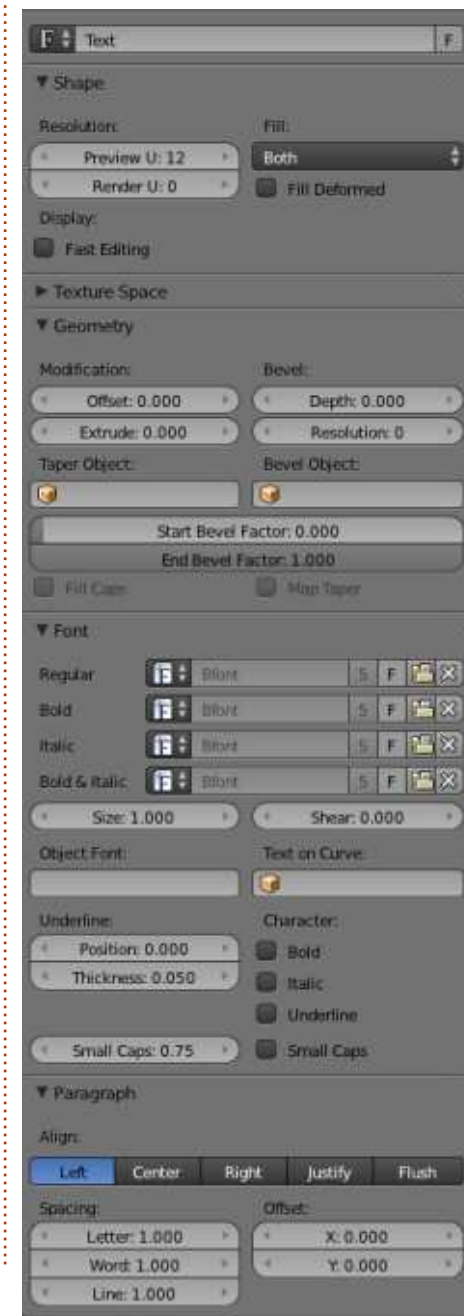 F Text F
Shape
Resolution: Fill:
Preview U: 12 Both
Render U: 0 Fill Deformed
Display:
Fast Editing
Texture Space
Geometry
Modification: Bevel:
Offset: 0.000 Depth: 0.000
Extrude: 0.000 Resolution: 0
Taper Object: Bevel Object:
Start Bevel Factor: 0.000
End Bevel Factor: 1.000
Fill Caps Map Taper
Font
Regular F Bfont 5 F
Bold F Bfont 5 F
Italic F Bfont 5 F
Bold & Italic F Bfont 5 F
Size: 1.000 Shear: 0.000
Object Font: Text on Curve:
Underline: Character:
Position: 0.000 Bold
Thickness: 0.050 Italic
Underline
Small Caps: 0.75 Small Caps
Paragraph
Align:
Left Center Right Justify Flush
Spacing: Offset:
Letter: 1.000 X: 0.000
Word: 1.000 Y: 0.000
Line: 1.000